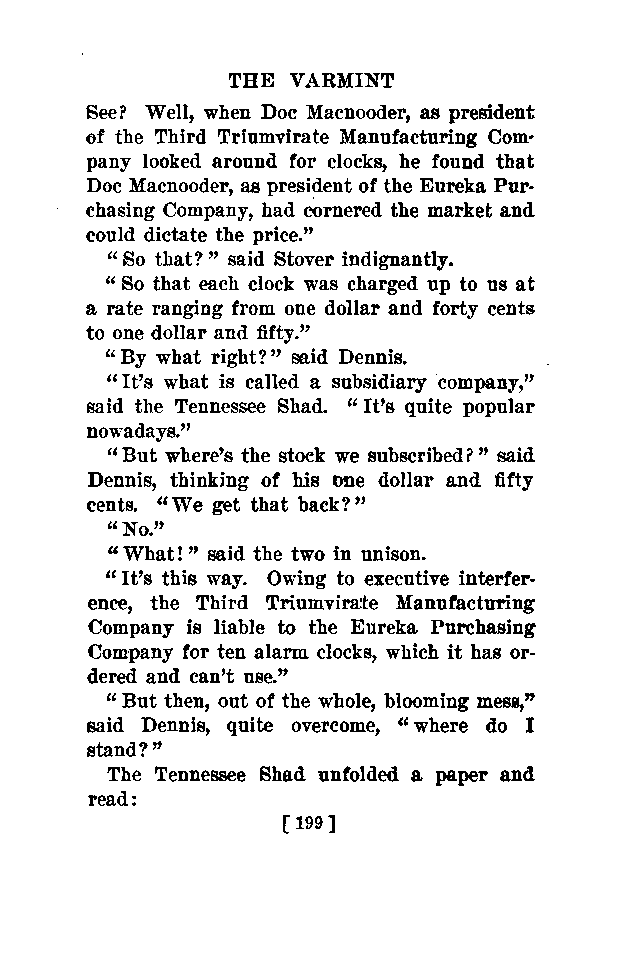 THE VARMINT
See? Well, when Doc Macnooder, as president
of the Third Triumvirate Manufacturing Com-
pany looked around for clocks, he found that
Doc Macnooder, as president of the Eureka Pur-
chasing Company, had cornered the market and
could dictate the price.”
“So that?” said Stover indignantly.
“So that each clock was charged up to us at
a rate ranging from one dollar and forty cents
to one dollar and fifty.”
“By what right?” said Dennis.
“It’s what is called a subsidiary company,”
said the Tennessee Shad. “It’s quite popular
nowadays.”
“But where’s the stock we subscribed?” said
Dennis, thinking of his one dollar and fifty
cents. “We get that back?”
“No.”
“What!” said the two in unison.
“It’s this way. Owing to executive interfer-
ence, the Third Triumvirate Manufacturing
Company is liable to the Eureka Purchasing
Company for ten alarm clocks, which it has or-
dered and can’t use.”
“But then, out of the whole, blooming mess,”
said Dennis, quite overcome, “where do I
stand?”
The Tennessee Shad unfolded a paper and
read:
[199]